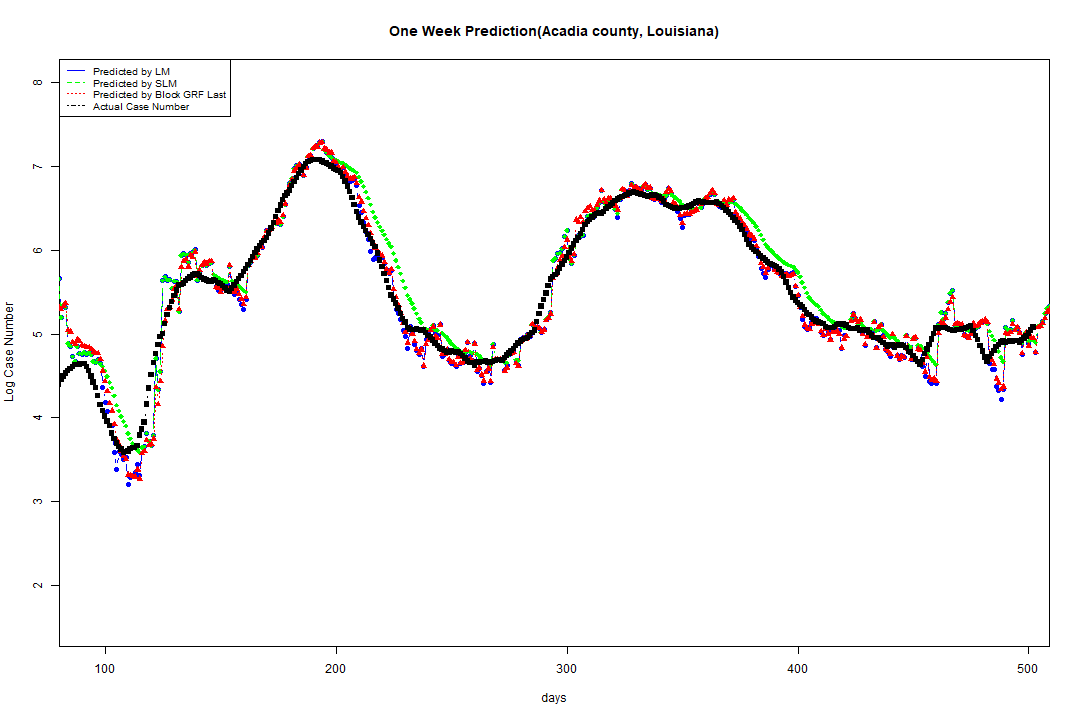 One Week Prediction(Acadia county, Louisiana)
Predicted by LM
Predicted by SLM
Predicted by Block GRF Last
Actual Case Number
8
7
6
5
4
3
2
Log Case Number
100 200 300 400 500
days